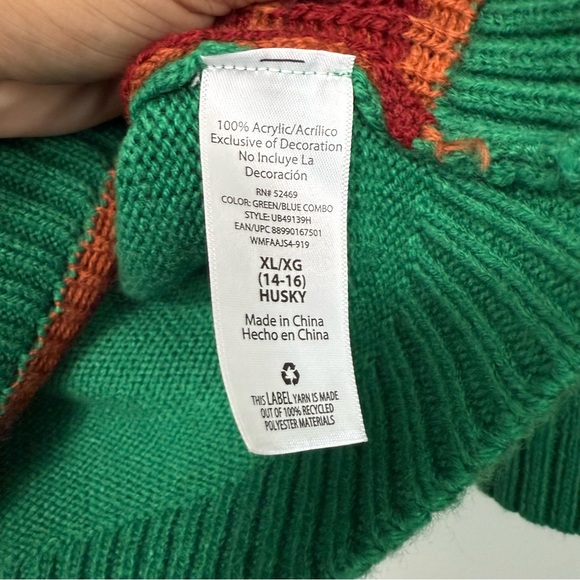 100% Acrylic/Acrílico
Exclusive of Decoration
No Incluye La
Decoración
RN# 52469
COLOR: GREEN/BLUE COMBO
STYLE: UB49139H
EAN/UPC 88990167501
WMFAAJS4-919
XL/XG
(14-16)
HUSKY
Made in China
Hecho en China
THIS LABEL YARN IS MADE
OUT OF 100% RECYCLED
POLYESTER MATERIALS